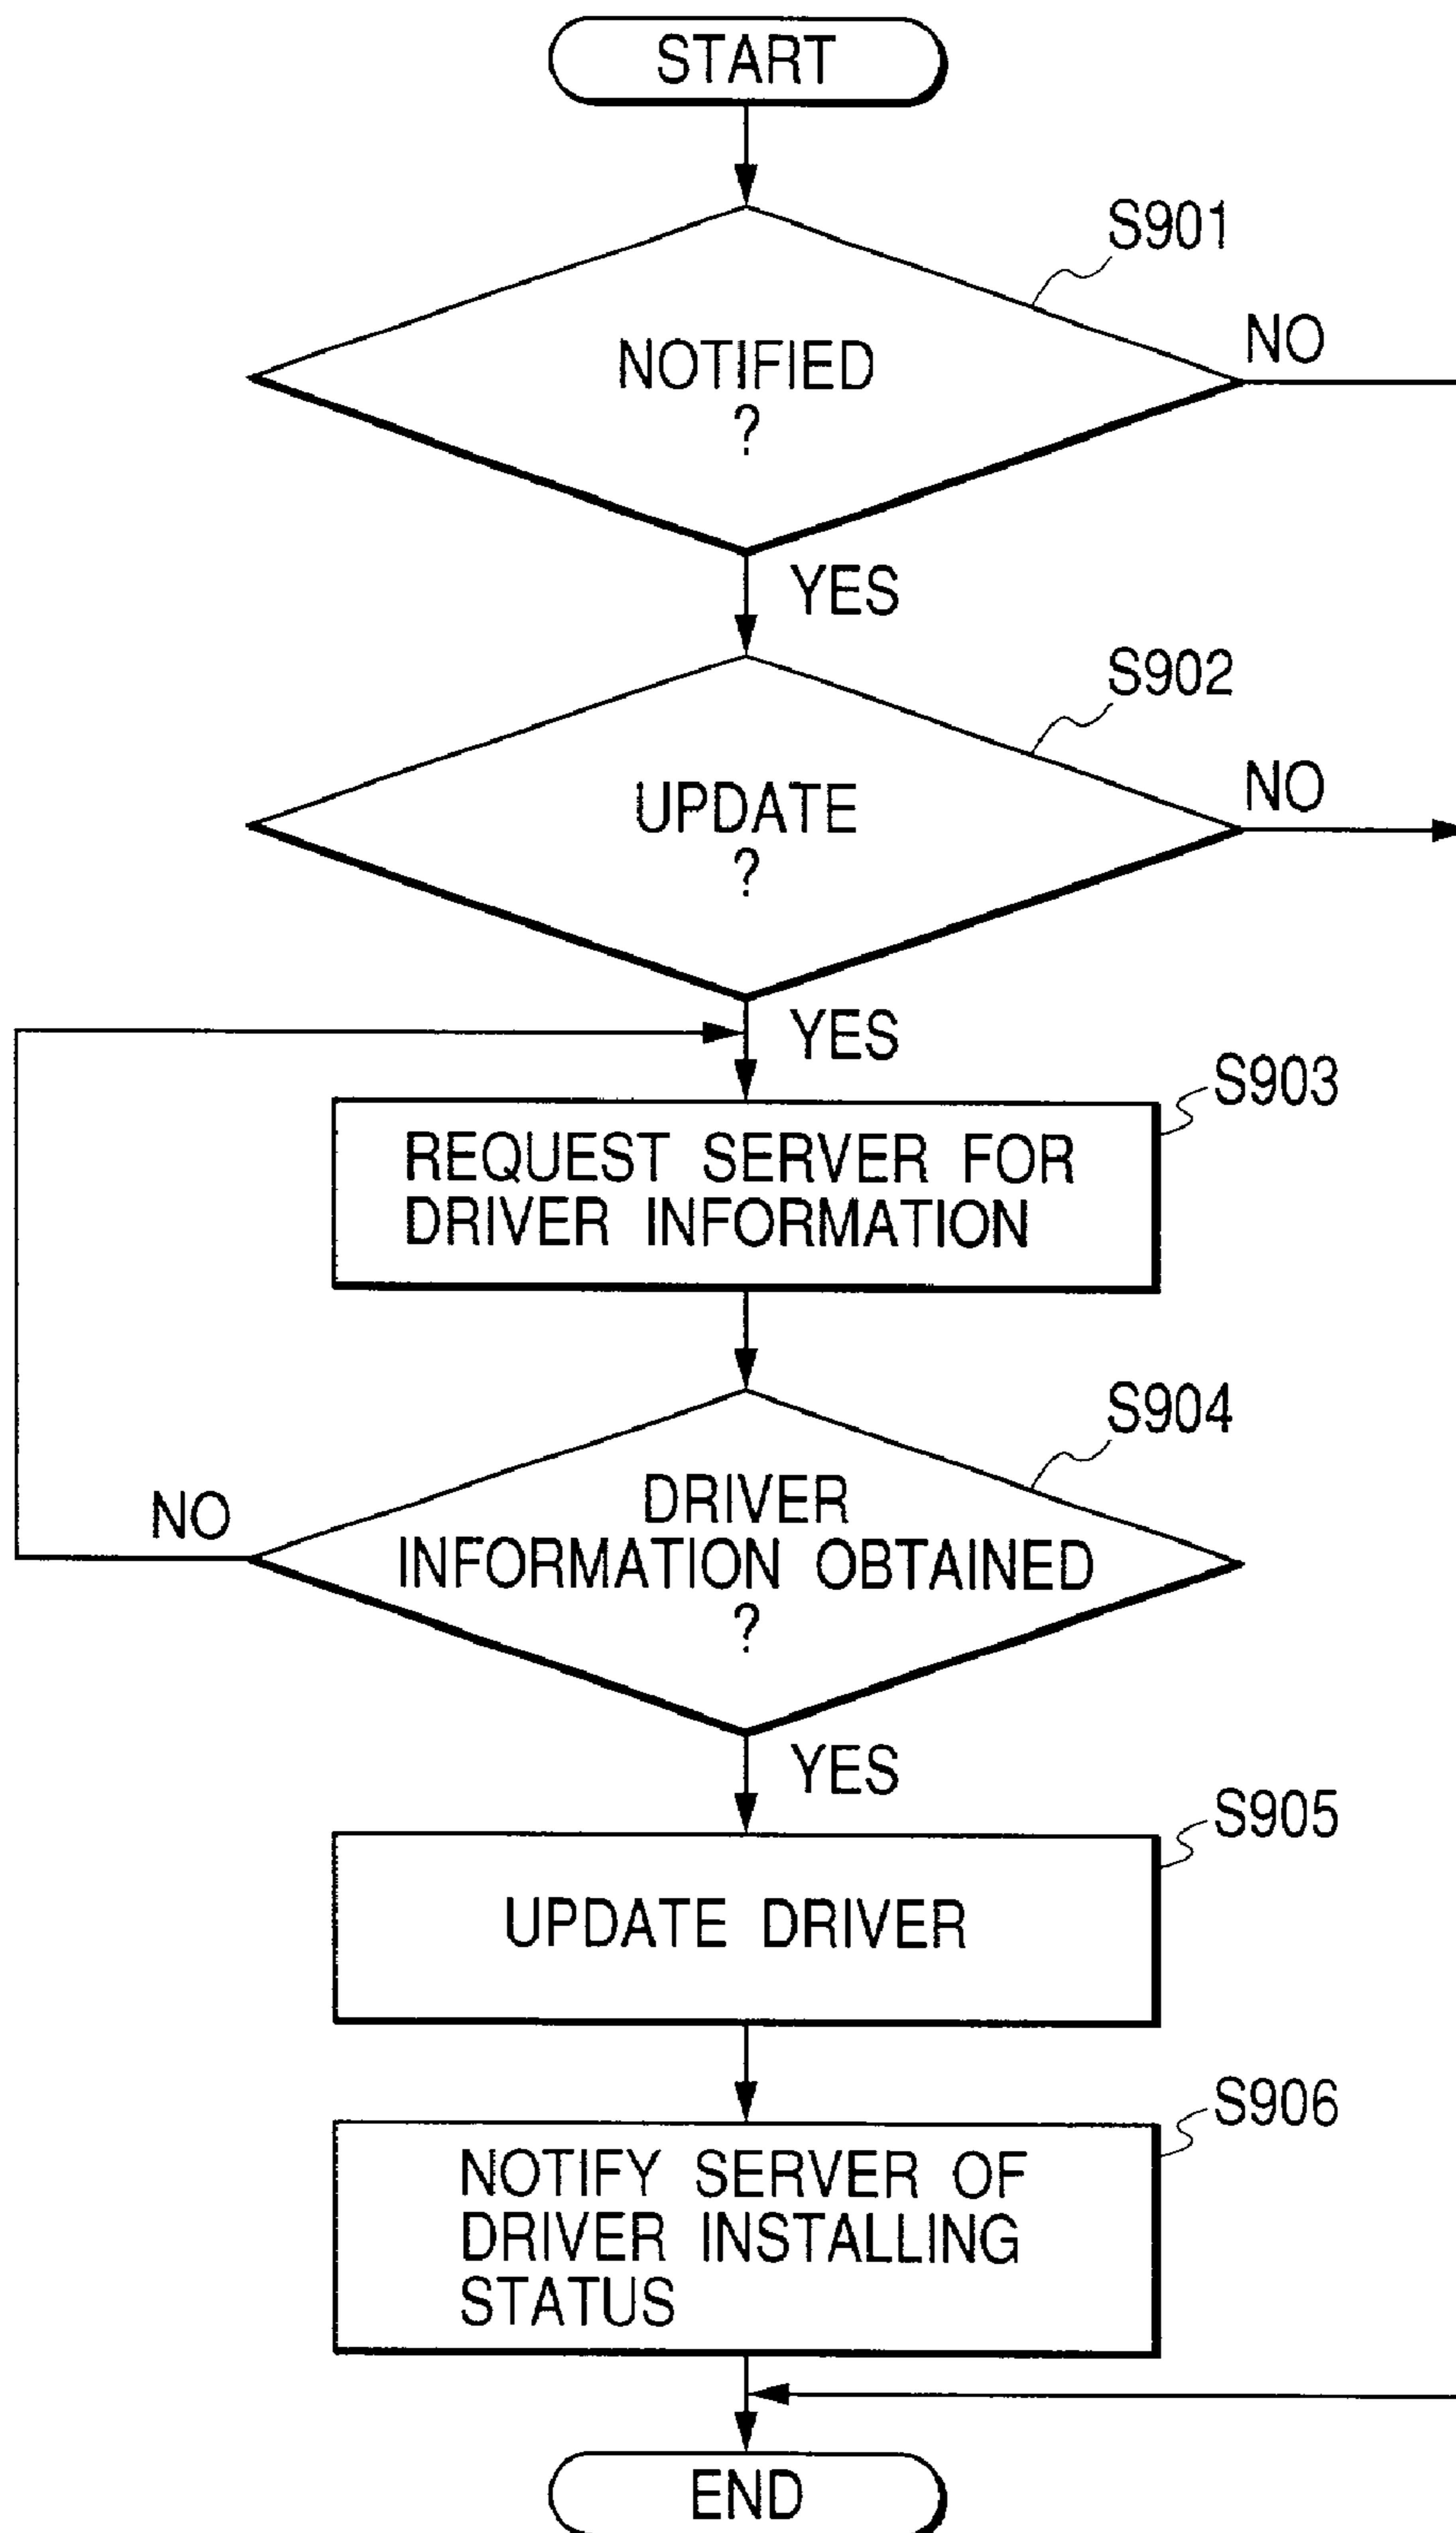 START
S901
NOTIFIED
?
NO
YES
S902
UPDATE
?
NO
YES
S903
REQUEST SERVER FOR
DRIVER INFORMATION
S904
DRIVER
INFORMATION OBTAINED
?
NO
YES
S905
UPDATE DRIVER
S906
NOTIFY SERVER OF
DRIVER INSTALLING
STATUS
END